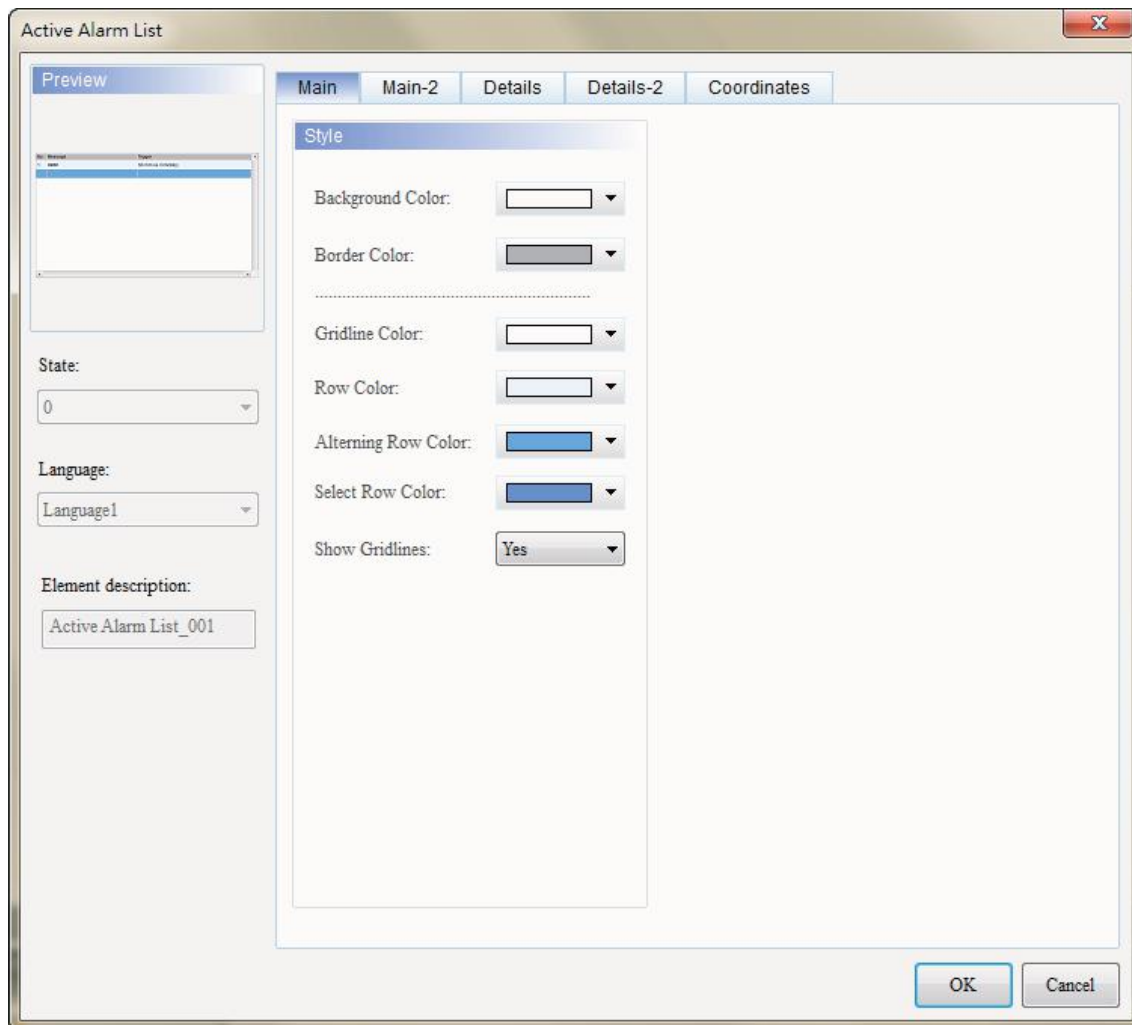 Active Alarm List
Preview
Main Main-2 Details Details-2 Coordinates
Style
Background Color:
Border Color:
Gridline Color:
Row Color:
Alterning Row Color:
Select Row Color:
Show Gridlines: Yes
State:
0
Language:
Language1
Element description:
Active Alarm List_001
OK Cancel